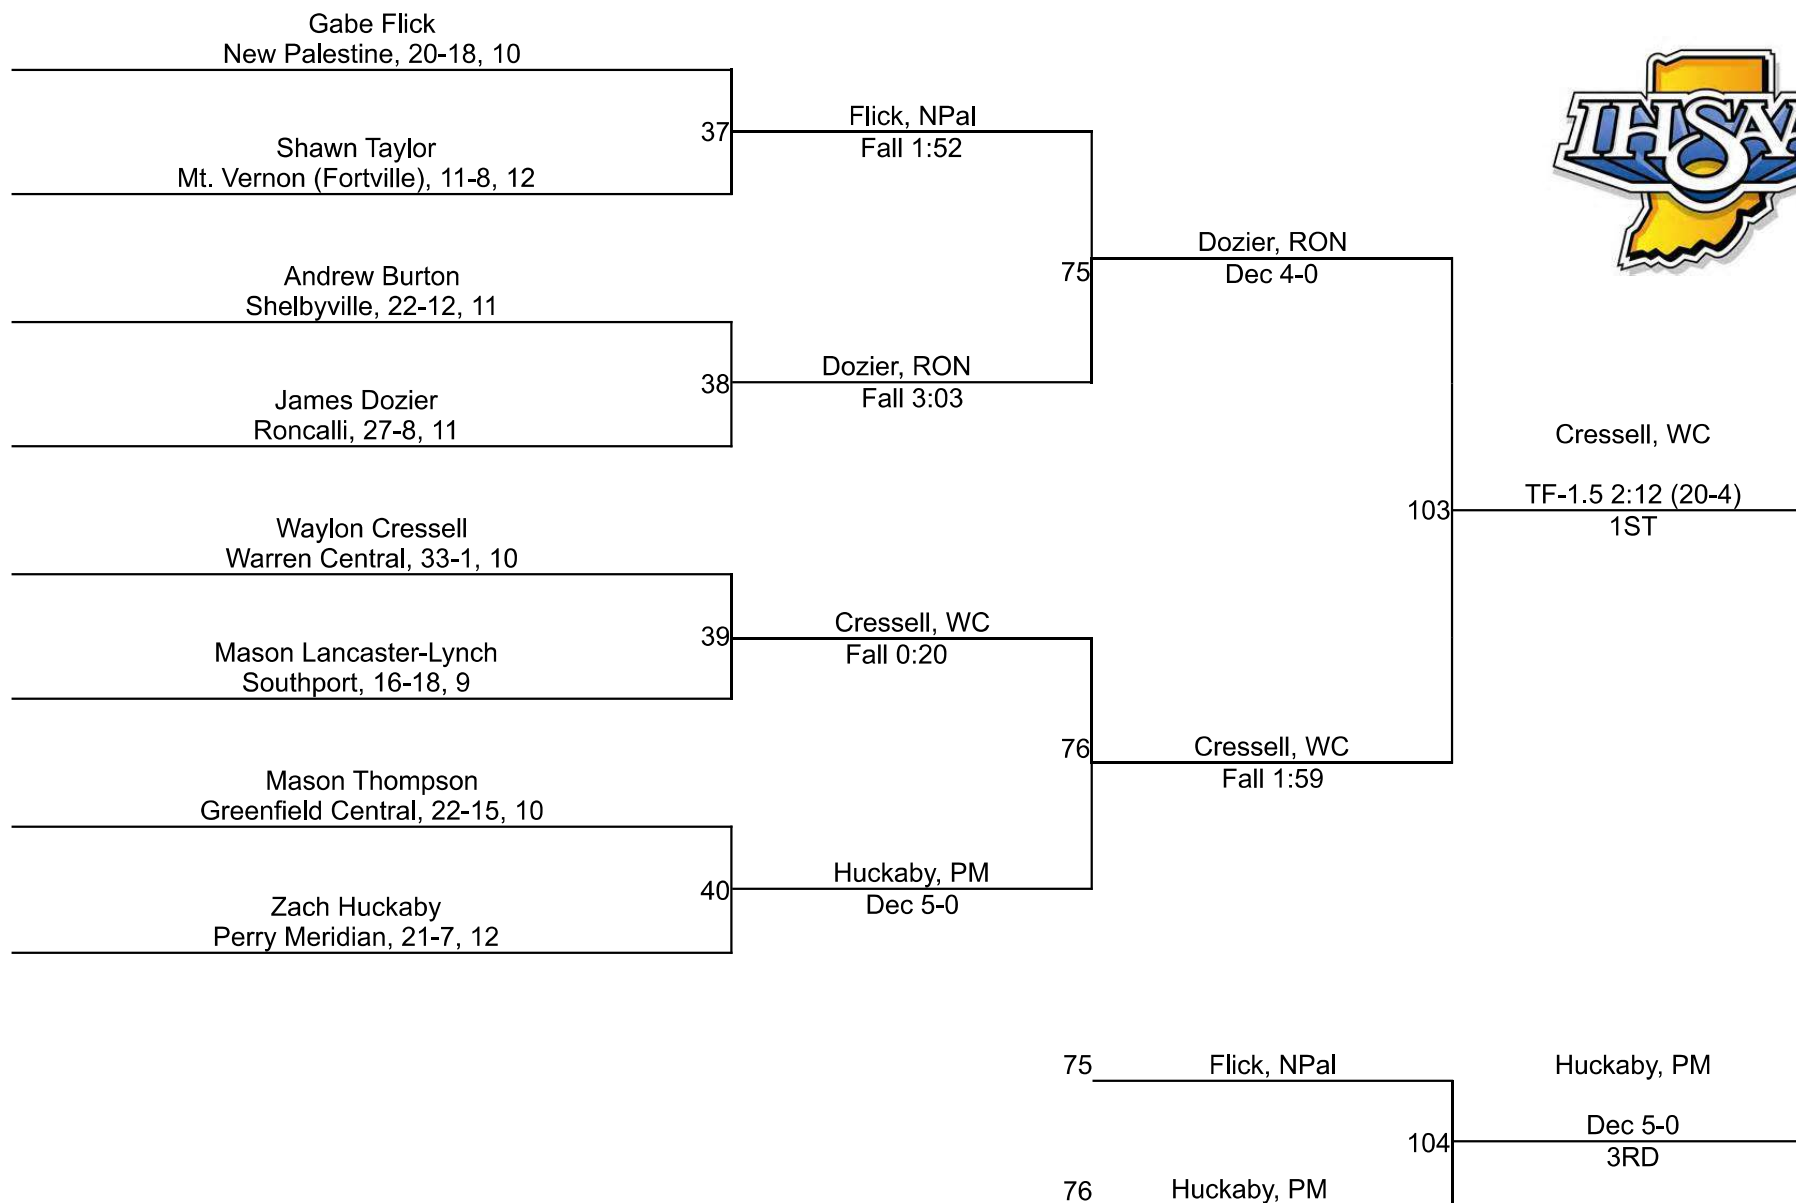 Gabe Flick
New Palestine, 20-18, 10
Shawn Taylor
Mt. Vernon (Fortville), 11-8, 12
Andrew Burton
Shelbyville, 22-12, 11
James Dozier
Roncalli, 27-8, 11
Waylon Cressell
Warren Central, 33-1, 10
Mason Lancaster-Lynch
Southport, 16-18, 9
Mason Thompson
Greenfield Central, 22-15, 10
Zach Huckaby
Perry Meridian, 21-7, 12
37
Flick, NPal
Fall 1:52
38
Dozier, RON
Fall 3:03
39
Cressell, WC
Fall 0:20
40
Huckaby, PM
Dec 5-0
75
Dozier, RON
Dec 4-0
76
Cressell, WC
Fall 1:59
103
Cressell, WC
TF-1.5 2:12 (20-4)
1ST
IHSAA
75
Flick, NPal
76
Huckaby, PM
104
Huckaby, PM
Dec 5-0
3RD